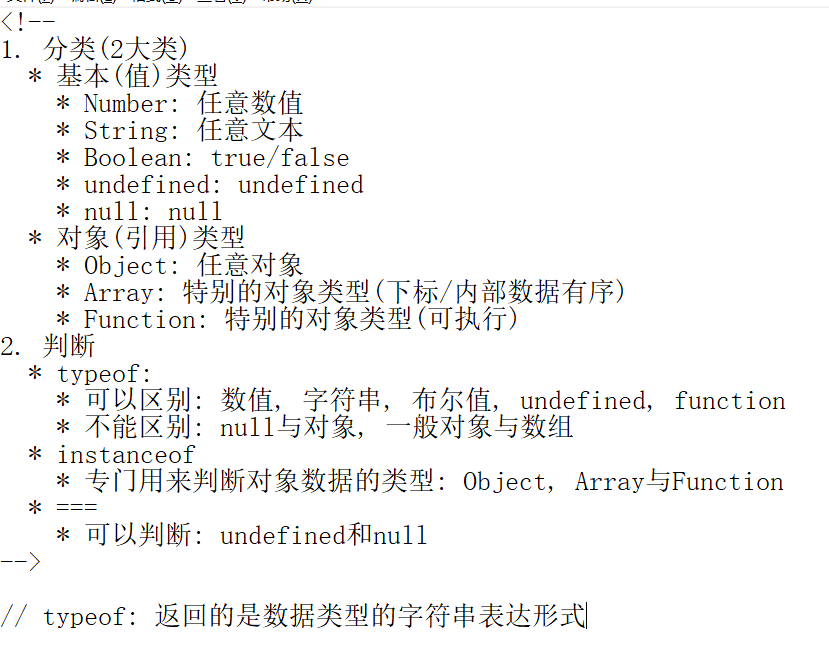 <!--
1. 分类(2大类)
  * 基本(值)类型
    * Number: 任意数值
    * String: 任意文本
    * Boolean: true/false
    * undefined: undefined
    * null: null
  * 对象(引用)类型
    * Object: 任意对象
    * Array: 特别的对象类型(下标/内部数据有序)
    * Function: 特别的对象类型(可执行)
2. 判断
  * typeof:
    * 可以区别: 数值, 字符串, 布尔值, undefined, function
    * 不能区别: null与对象, 一般对象与数组
  * instanceof
    * 专门用来判断对象数据的类型: Object, Array与Function
  * ===
    * 可以判断: undefined和null
-->
// typeof: 返回的是数据类型的字符串表达形式